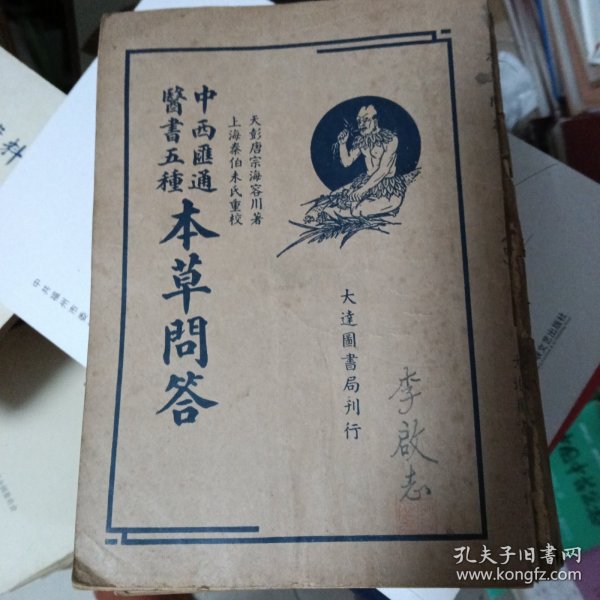 中西匯通
醫書五種
本草問答
天彭唐宗海容川著
上海秦伯未氏重校
大達圖書局刊行
李啟志
孔夫子旧书网
www.kongfz.com